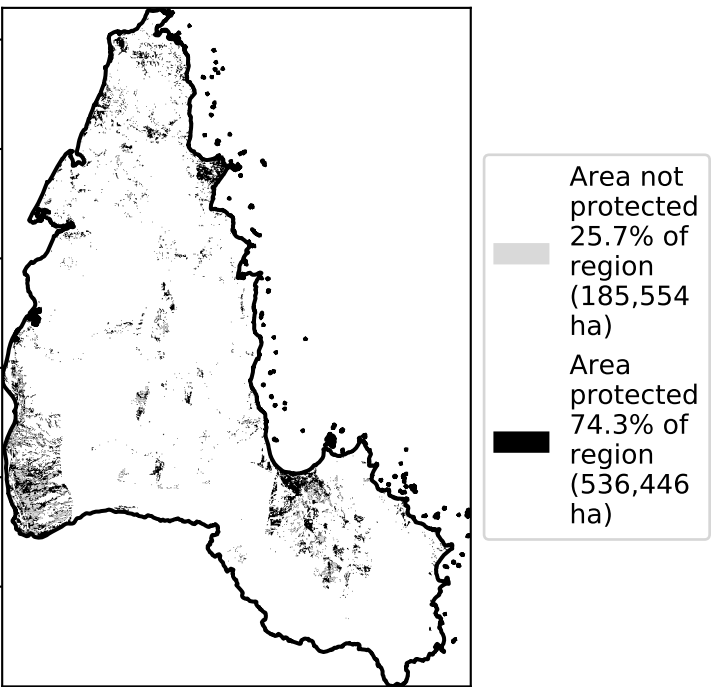 Area not
protected
25.7% of
region
(185,554
ha)
Area
protected
74.3% of
region
(536,446
ha)